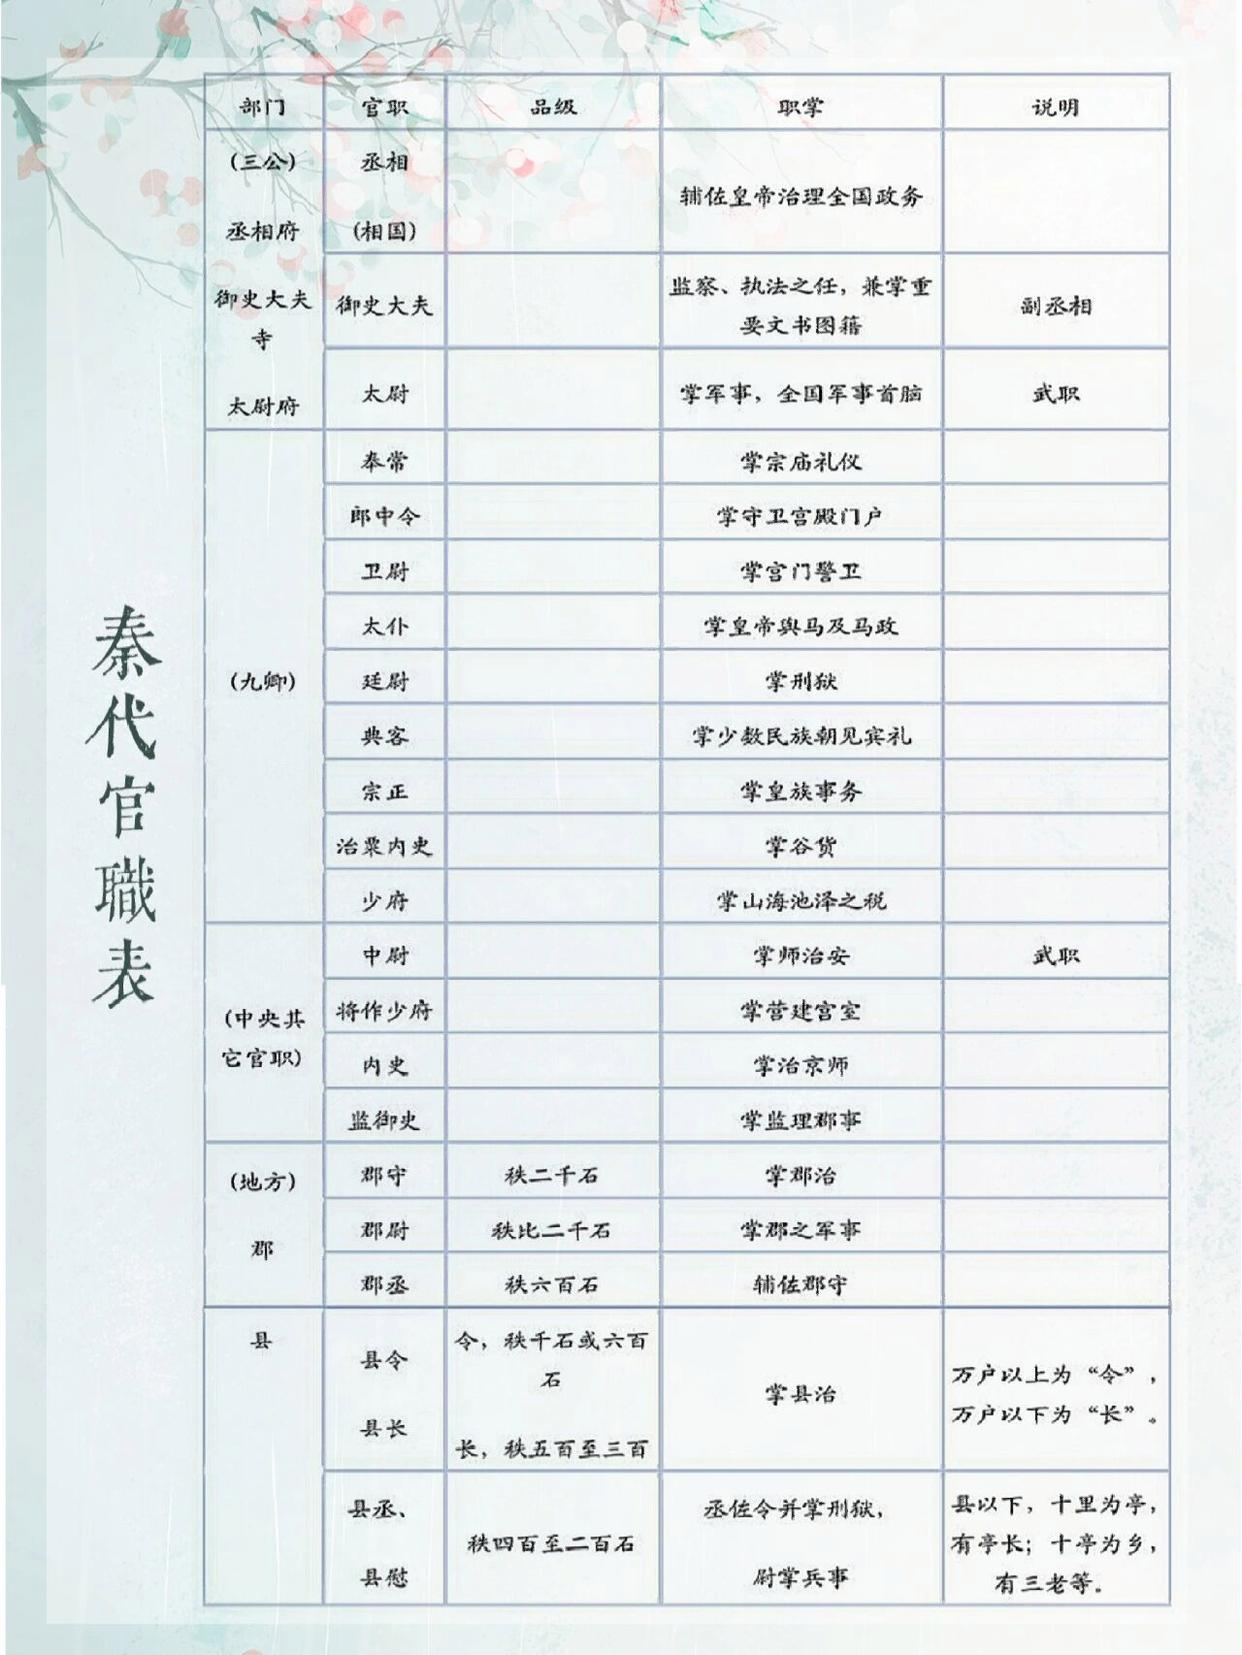 秦代官職表
部门 官职 品级 职掌 说明
(三公)
丞相府
御史大夫
寺
太尉府
丞相
(相国)
辅佐皇帝治理全国政务
御史大夫
监察、执法之任，兼掌重
要文书图籍
副丞相
太尉 掌军事，全国军事首脑 武职
(九卿)
奉常 掌宗庙礼仪
郎中令 掌守卫宫殿门户
卫尉 掌宫门警卫
太仆 掌皇帝舆马及马政
廷尉 掌刑狱
典客 掌少数民族朝见宾礼
宗正 掌皇族事务
治粟内史 掌谷货
少府 掌山海池泽之税
(中央其
它官职)
中尉 掌师治安 武职
将作少府 掌营建宫室
内史 掌治京师
监御史 掌监理郡事
(地方)
郡
郡守 秩二千石 掌郡治
郡尉 秩比二千石 掌郡之军事
郡丞 秩六百石 辅佐郡守
县
县令
县长
令，秩千石或六百
石
长，秩五百至三百
掌县治
万户以上为“令”，
万户以下为“长”。
县丞、
县慰
秩四百至二百石
丞佐令并掌刑狱，
尉掌兵事
县以下，十里为亭，
有亭长；十亭为乡，
有三老等.